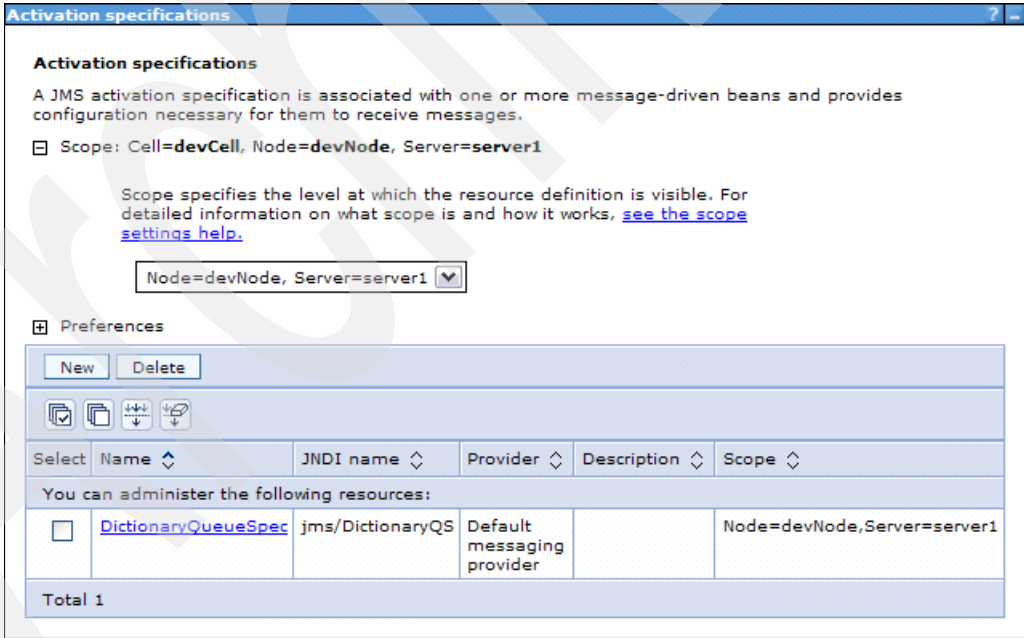 Activation specifications ? –
Activation specifications
A JMS activation specification is associated with one or more message-driven beans and provides
configuration necessary for them to receive messages.
Scope: Cell=devCell, Node=devNode, Server=server1
Scope specifies the level at which the resource definition is visible. For
detailed information on what scope is and how it works, see the scope
settings help.
Node=devNode, Server=server1
Preferences
New Delete
Select Name JNDI name Provider Description Scope
You can administer the following resources:
DictionaryQueueSpec jms/DictionaryQS Default Node=devNode,Server=server1
messaging
provider
Total 1